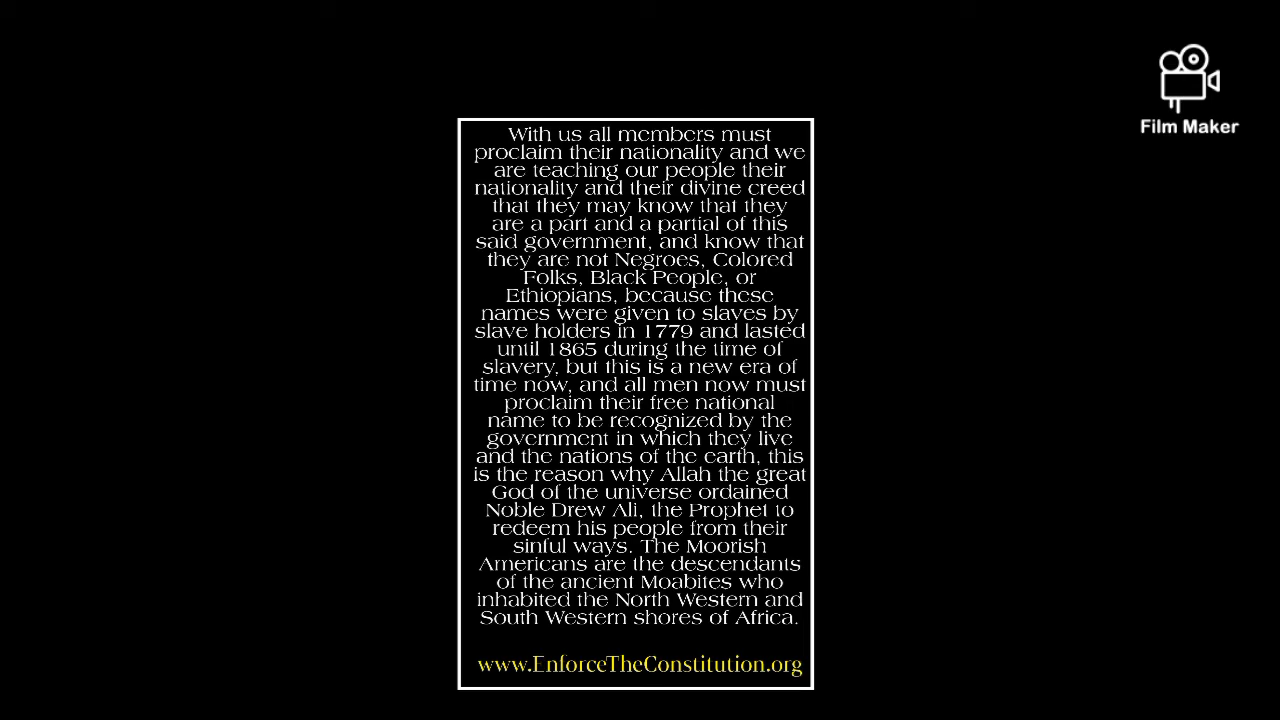 Film Maker
With us all members must
proclaim their nationality and we
are teaching our people their
nationality and their divine creed
that they may know that they
are a part and a partial of this
said government, and know that
they are not Negroes, Colored
Folks, Black People, or
Ethiopians, because these
names were given to slaves by
slave holders in 1779 and lasted
until 1865 during the time of
slavery, but this is a new era of
time now, and all men now must
proclaim their free national
name to be recognized by the
government in which they live
and the nations of the earth, this
is the reason why Allah the great
God of the universe ordained
Noble Drew Ali, the Prophet to
redeem his people from their
sinful ways. The Moorish
Americans are the descendants
of the ancient Moabites who
inhabited the North Western and
South Western shores of Africa.
www.EnforceTheConstitution.org